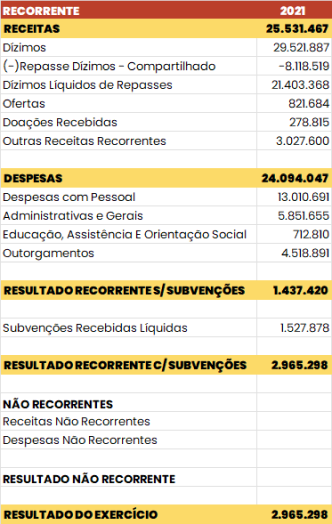 RECORRENTE 2021
RECEITAS 25.531.467
Dízimos 29.521.887
(-)Repasse Dízimos - Compartilhado -8.118.519
Dízimos Líquidos de Repasses 21.403.368
Ofertas 821.684
Doações Recebidas 278.815
Outras Receitas Recorrentes 3.027.600
DESPESAS 24.094.047
Despesas com Pessoal 13.010.691
Administrativas e Gerais 5.851.655
Educação, Assistência E Orientação Social 712.810
Outorgamentos 4.518.891
RESULTADO RECORRENTE S/ SUBVENÇÕES 1.437.420
Subvenções Recebidas Líquidas 1.527.878
RESULTADO RECORRENTE C/ SUBVENÇÕES 2.965.298
NÃO RECORRENTES
Receitas Não Recorrentes
Despesas Não Recorrentes
RESULTADO NÃO RECORRENTE
RESULTADO DO EXERCÍCIO 2.965.298